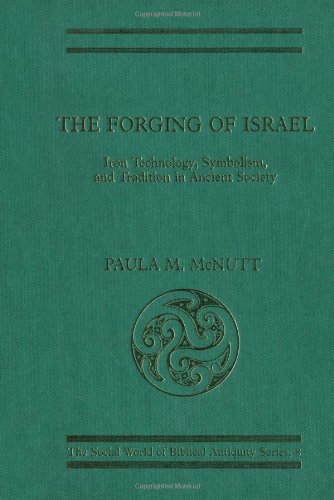 THE FORGING OF ISRAEL
Iron Technology, Symbolism,
and Tradition in Ancient Society
PAULA M. McNUTT
The Social World of Biblical Antiquity Series, 8